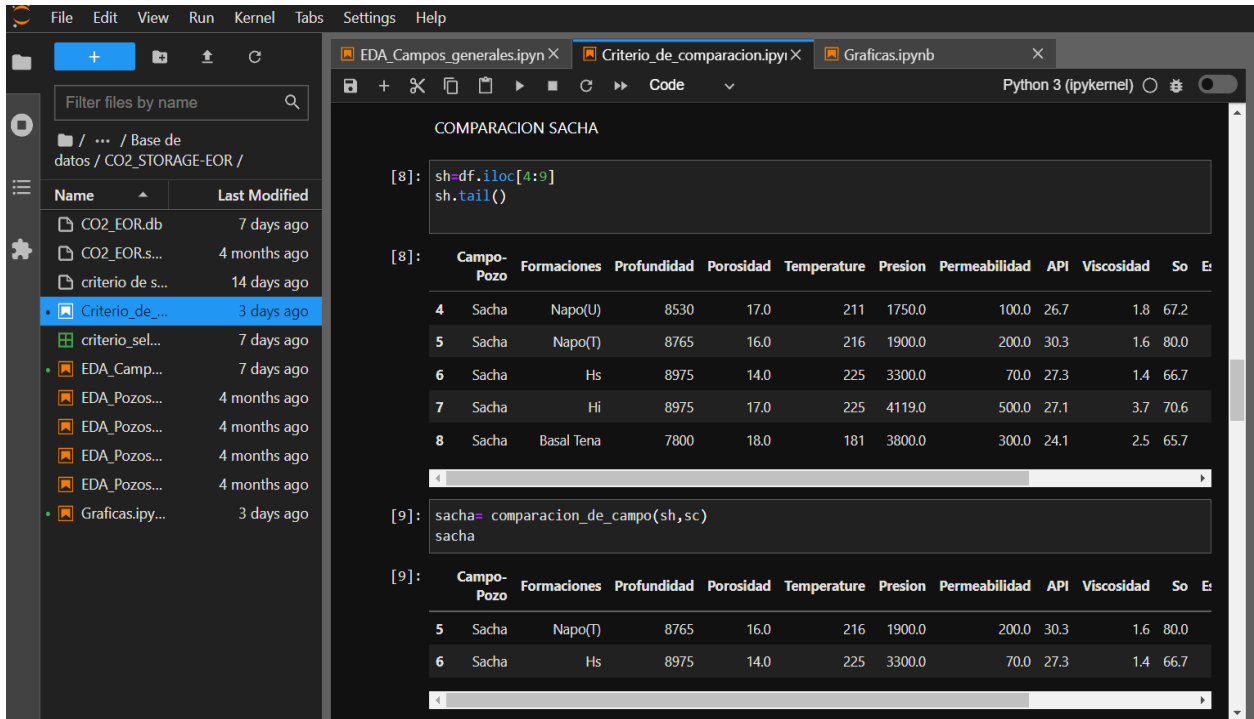 File Edit View Run Kernel Tabs Settings Help
EDA_Campos_generales.ipyn
Criterio_de_comparacion.ipy
Graficas.ipynb
Code
Python 3 (ipykernel)
Filter files by name
/ ··· / Base de
datos / CO2_STORAGE-EOR /
Name Last Modified
CO2_EOR.db 7 days ago
CO2_EOR.s... 4 months ago
criterio de s... 14 days ago
Criterio_de_... 3 days ago
criterio_sel... 7 days ago
EDA_Camp... 7 days ago
EDA_Pozos... 4 months ago
EDA_Pozos... 4 months ago
EDA_Pozos... 4 months ago
EDA_Pozos... 4 months ago
Graficas.ipy... 3 days ago
COMPARACION SACHA
[8]: sh=df.iloc[4:9]
sh.tail()
[8]: Campo-Pozo Formaciones Profundidad Porosidad Temperature Presion Permeabilidad API Viscosidad So Es
4 Sacha Napo(U) 8530 17.0 211 1750.0 100.0 26.7 1.8 67.2
5 Sacha Napo(T) 8765 16.0 216 1900.0 200.0 30.3 1.6 80.0
6 Sacha Hs 8975 14.0 225 3300.0 70.0 27.3 1.4 66.7
7 Sacha Hi 8975 17.0 225 4119.0 500.0 27.1 3.7 70.6
8 Sacha Basal Tena 7800 18.0 181 3800.0 300.0 24.1 2.5 65.7
[9]: sacha= comparacion_de_campo(sh,sc)
sacha
[9]: Campo-Pozo Formaciones Profundidad Porosidad Temperature Presion Permeabilidad API Viscosidad So Es
5 Sacha Napo(T) 8765 16.0 216 1900.0 200.0 30.3 1.6 80.0
6 Sacha Hs 8975 14.0 225 3300.0 70.0 27.3 1.4 66.7